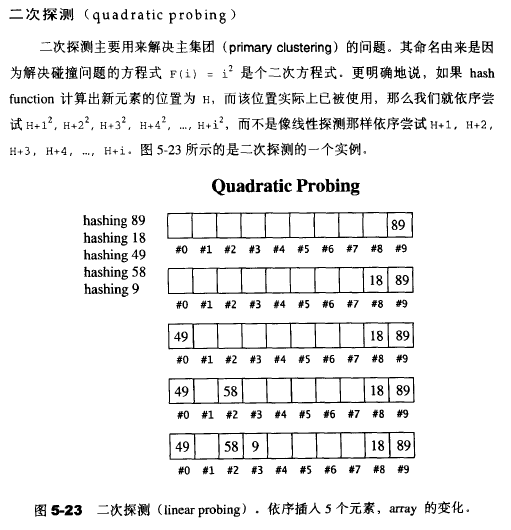 二次探测（quadratic probing）
二次探测主要用来解决主集团（primary clustering）的问题。其命名由来是因
为解决碰撞问题的方程式 F(i) = i² 是个二次方程式。更明确地说，如果 hash
function 计算出新元素的位置为 H，而该位置实际上已被使用，那么我们就依序尝
试 H+1², H+2², H+3², H+4², …, H+i²，而不是像线性探测那样依序尝试 H+1, H+2,
H+3, H+4, …, H+i。图 5-23 所示的是二次探测的一个实例。
Quadratic Probing
hashing 89
hashing 18
hashing 49
hashing 58
hashing 9
89
#0 #1 #2 #3 #4 #5 #6 #7 #8 #9
18 89
#0 #1 #2 #3 #4 #5 #6 #7 #8 #9
49 18 89
#0 #1 #2 #3 #4 #5 #6 #7 #8 #9
49 58 18 89
#0 #1 #2 #3 #4 #5 #6 #7 #8 #9
49 58 9 18 89
#0 #1 #2 #3 #4 #5 #6 #7 #8 #9
图 5-23 二次探测（linear probing）。依序插入 5 个元素，array 的变化。